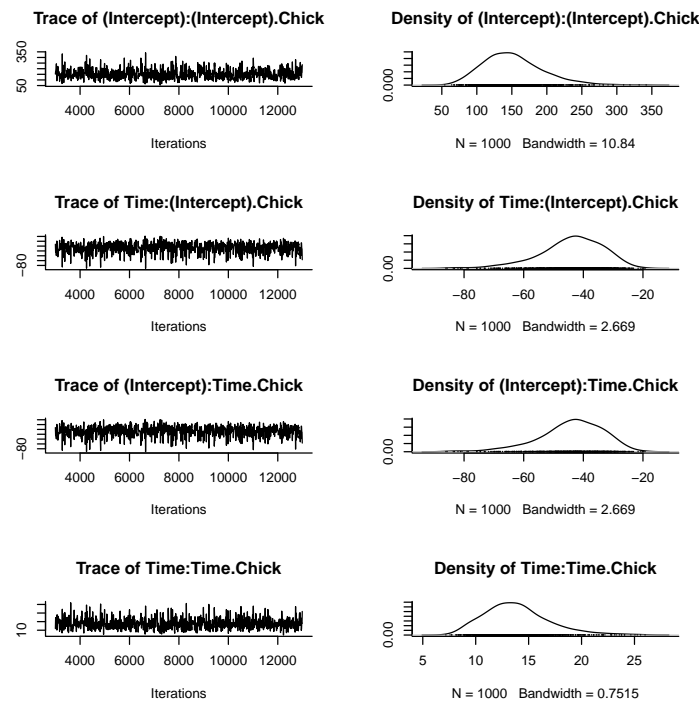 Trace of (Intercept):(Intercept).Chick
Density of (Intercept):(Intercept).Chick
50 350
0.000
4000 6000 8000 10000 12000
50 100 150 200 250 300 350
Iterations
N = 1000 Bandwidth = 10.84
Trace of Time:(Intercept).Chick
Density of Time:(Intercept).Chick
−80
0.00
4000 6000 8000 10000 12000
−80 −60 −40 −20
Iterations
N = 1000 Bandwidth = 2.669
Trace of (Intercept):Time.Chick
Density of (Intercept):Time.Chick
−80
0.00
4000 6000 8000 10000 12000
−80 −60 −40 −20
Iterations
N = 1000 Bandwidth = 2.669
Trace of Time:Time.Chick
Density of Time:Time.Chick
10
0.00
4000 6000 8000 10000 12000
5 10 15 20 25
Iterations
N = 1000 Bandwidth = 0.7515